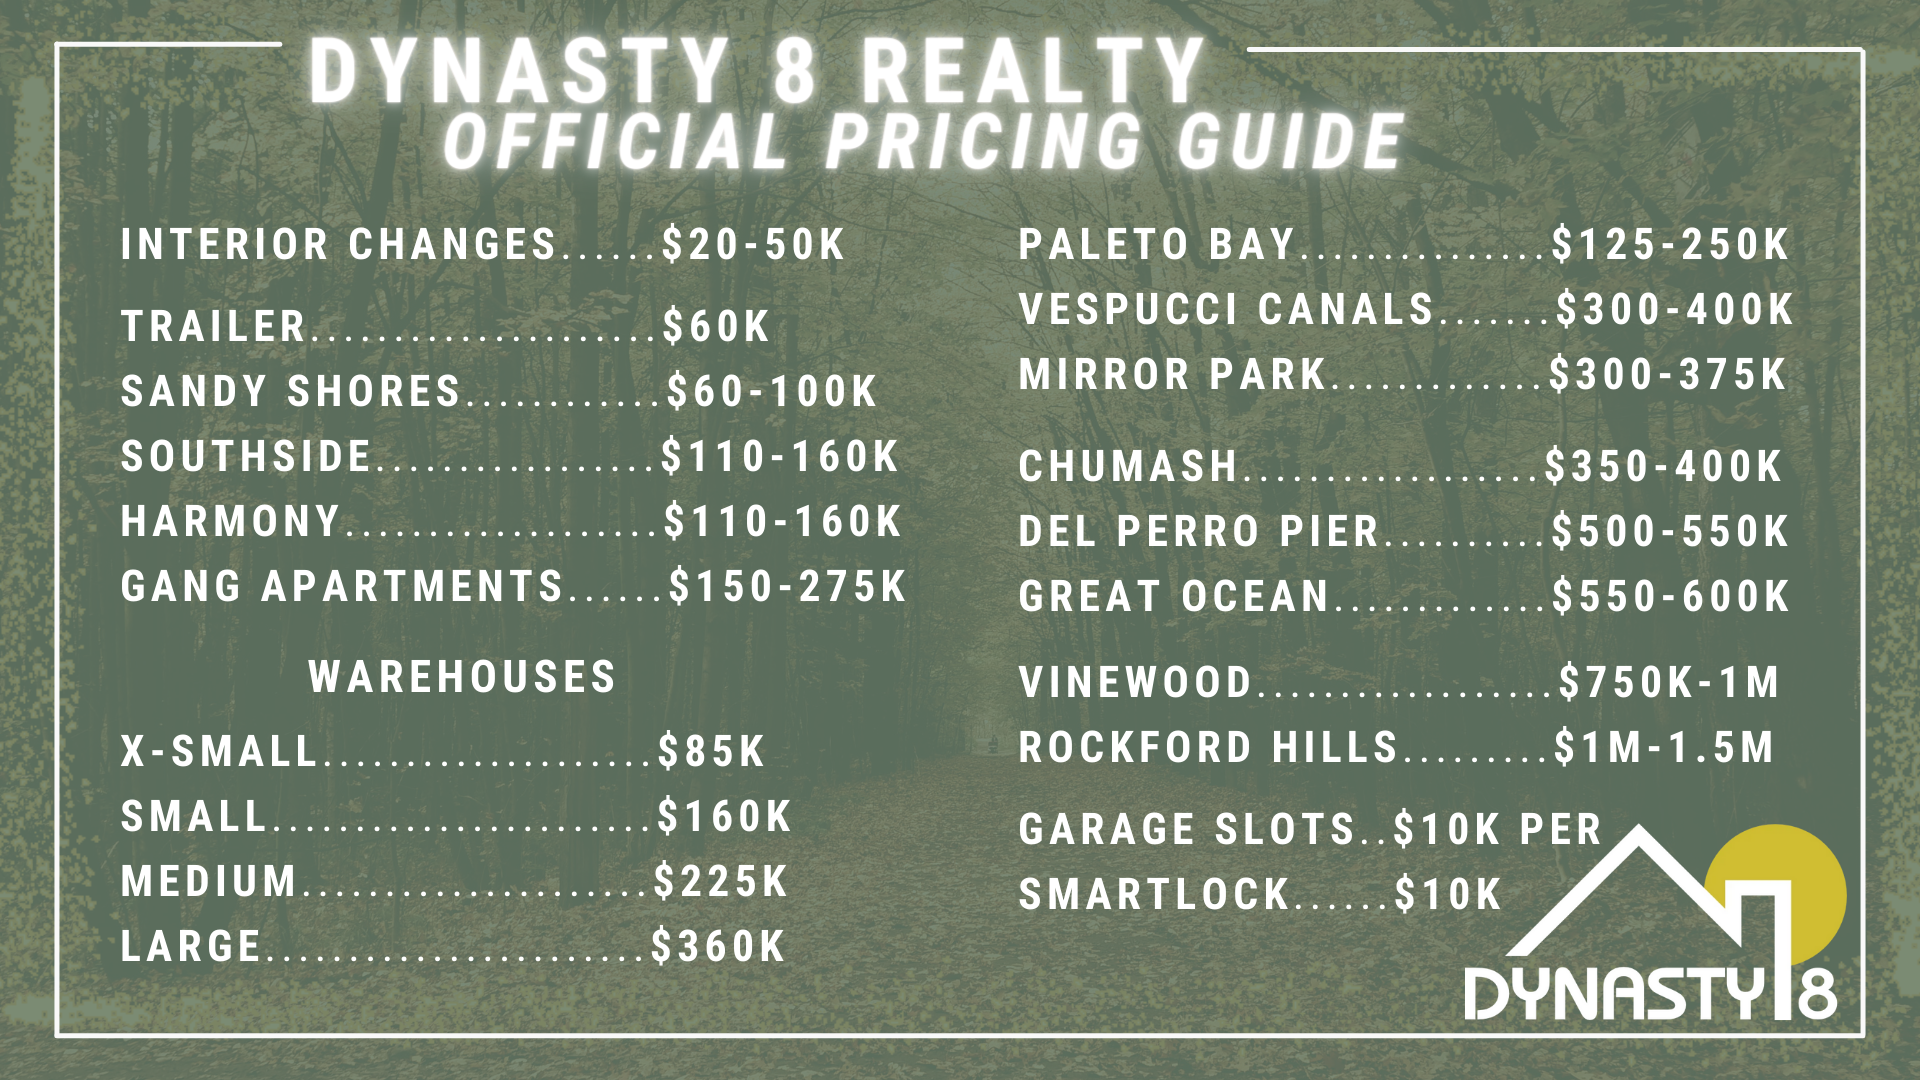 DYNASTY 8 REALTY
OFFICIAL PRICING GUIDE
INTERIOR CHANGES......$20-50K
TRAILER.....................$60K
SANDY SHORES............$60-100K
SOUTHSIDE.................$110-160K
HARMONY...................$110-160K
GANG APARTMENTS......$150-275K
WAREHOUSES
X-SMALL....................$85K
SMALL.......................$160K
MEDIUM.....................$225K
LARGE.......................$360K
PALETO BAY...............$125-250K
VESPUCCI CANALS.......$300-400K
MIRROR PARK.............$300-375K
CHUMASH..................$350-400K
DEL PERRO PIER..........$500-550K
GREAT OCEAN.............$550-600K
VINEWOOD..................$750K-1M
ROCKFORD HILLS.........$1M-1.5M
GARAGE SLOTS..$10K PER
SMARTLOCK......$10K
DYNASTY 8